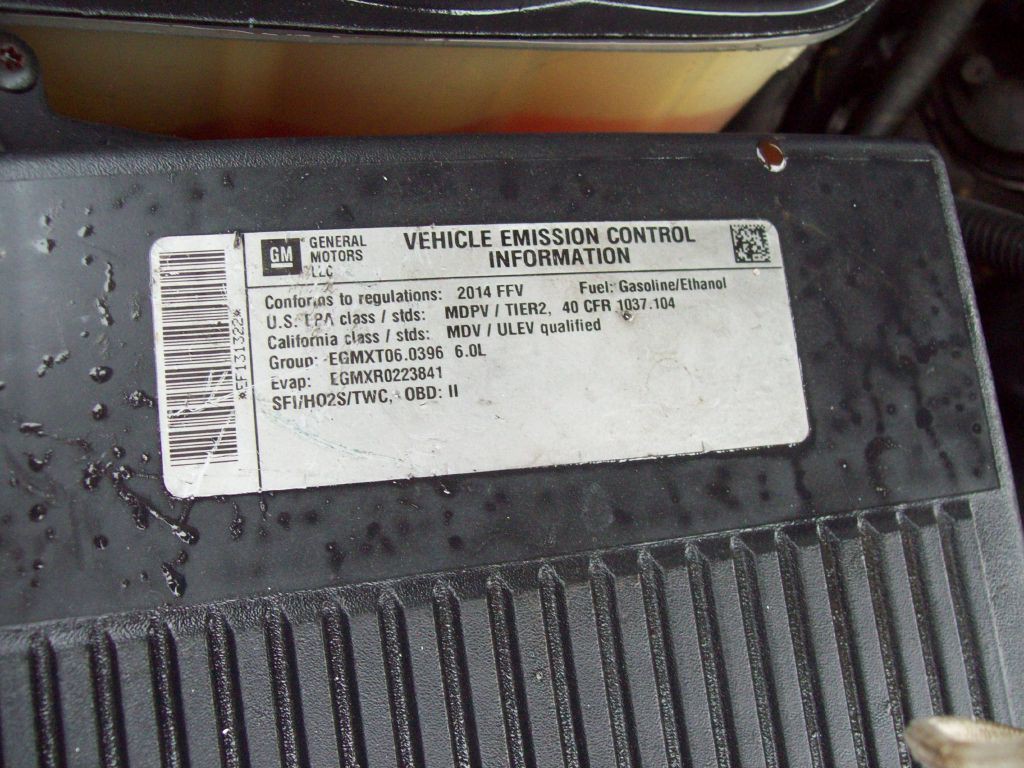 GM
GENERAL
MOTORS
LLC
VEHICLE EMISSION CONTROL
INFORMATION
Conforms to regulations: 2014 FFV Fuel: Gasoline/Ethanol
U.S. EPA class / stds: MDPV / TIER2, 40 CFR 1037.104
California class / stds: MDV / ULEV qualified
Group: EGMXT06.0396 6.0L
Evap: EGMXR0223841
SFI/HO2S/TWC, OBD: II
*EF131322*